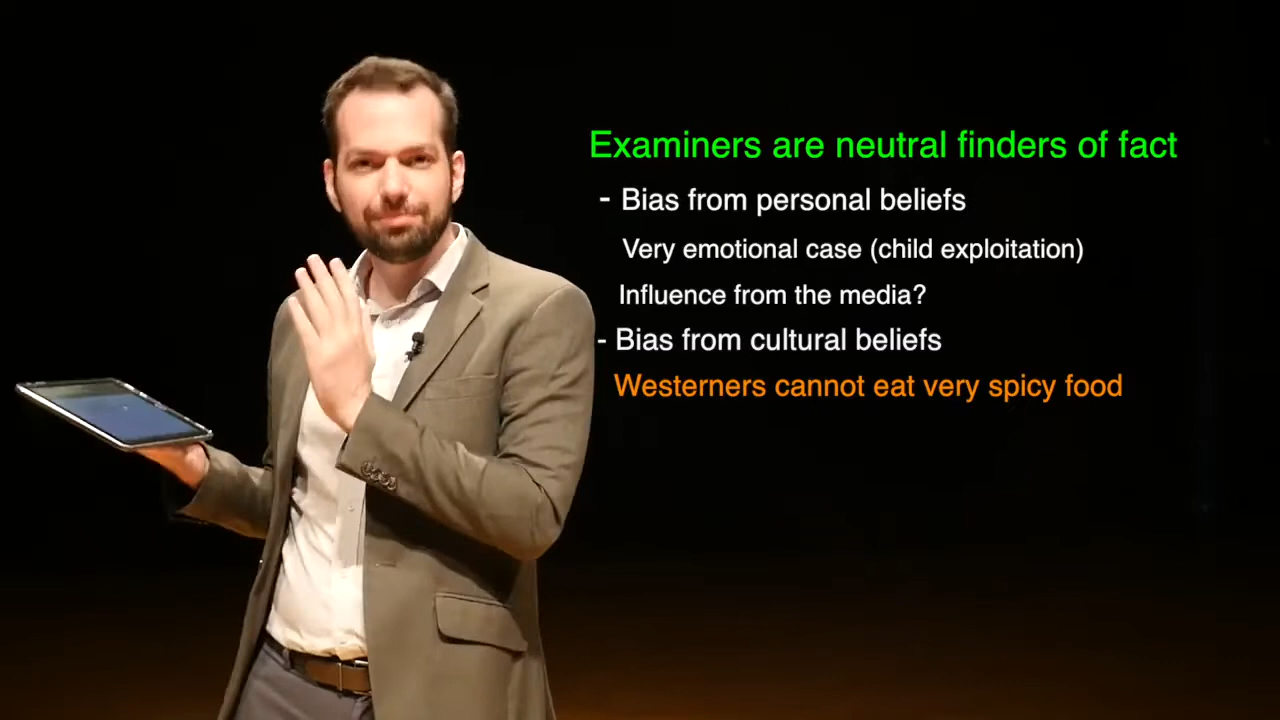 Examiners are neutral finders of fact
- Bias from personal beliefs
Very emotional case (child exploitation)
Influence from the media?
- Bias from cultural beliefs
Westerners cannot eat very spicy food